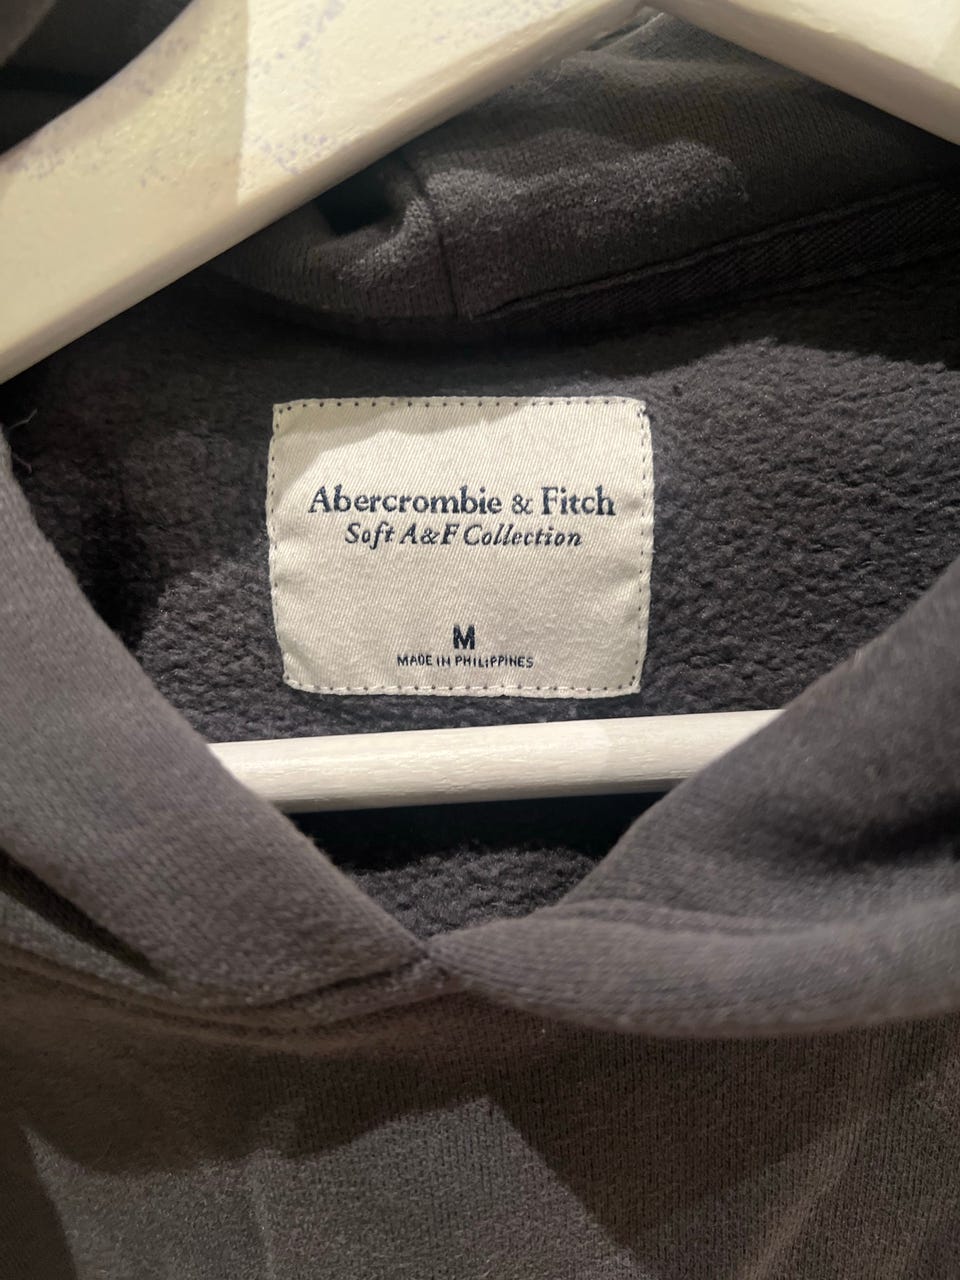 Abercrombie & Fitch
Soft A&F Collection
M
MADE IN PHILIPPINES